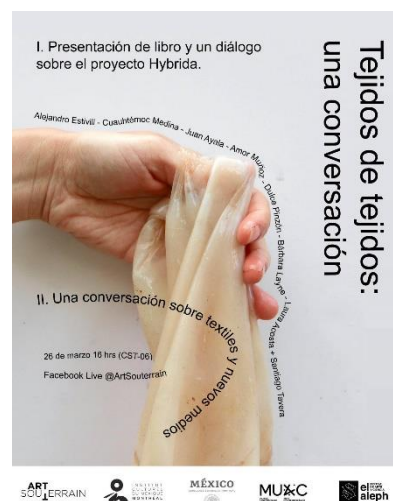 I. Presentación de libro y un diálogo
sobre el proyecto Hybrida.
Tejidos de tejidos:
una conversación
Alejandro Estivill - Cuauhtémoc Medina - Juan Ayala - Amor Muñoz - Dulce Pinzón - Bárbara Layne - Laura Acosta + Santiago Tavera
II. Una conversación sobre textiles y nuevos medios
26 de marzo 16 hrs (CST-06)
Facebook Live @ArtSouterrain
ART
SOUTERRAIN
MONTRÉAL
MÉXICO
MUAC
el
aleph